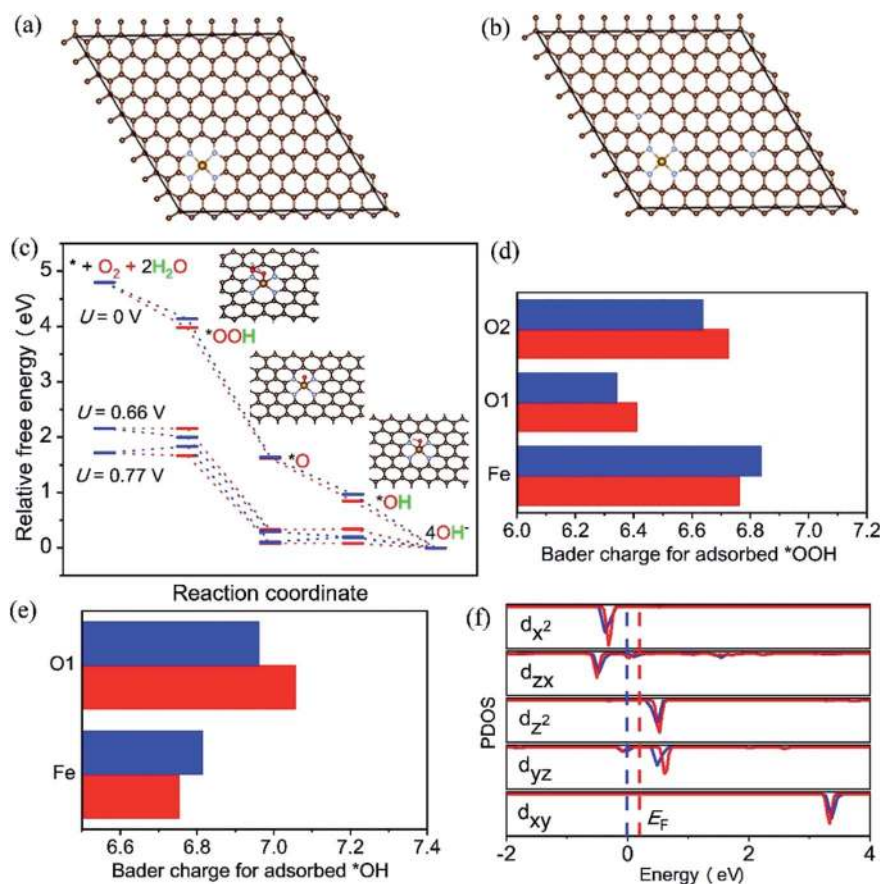 (a)
(b)
(c)
* + O₂ + 2H₂O
U = 0 V
*OOH
U = 0.66 V
U = 0.77 V
*O
*OH
4OH⁻
Relative free energy ( eV)
5
4
3
2
1
0
Reaction coordinate
(d)
O2
O1
Fe
6.0 6.2 6.4 6.6 6.8 7.0 7.2
Bader charge for adsorbed *OOH
(e)
O1
Fe
6.6 6.8 7.0 7.2 7.4
Bader charge for adsorbed *OH
(f)
PDOS
dx²
dzx
dz²
dyz
dxy
EF
-2 0 2 4
Energy ( eV)